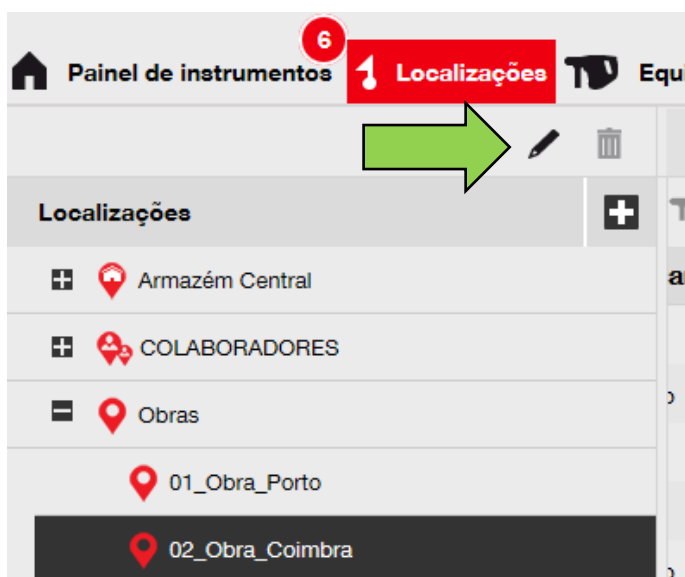 6
Painel de instrumentos Localizações
Localizações
Armazém Central
COLABORADORES
Obras
01_Obra_Porto
02_Obra_Coimbra